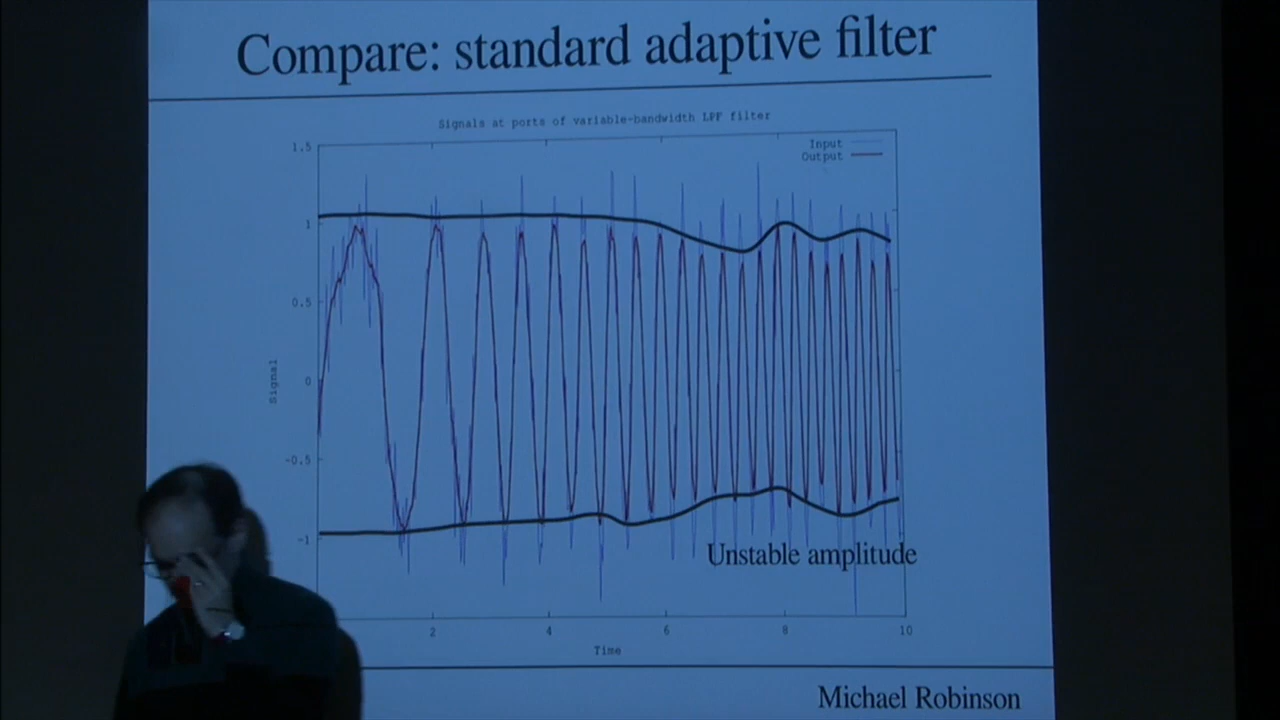 Compare: standard adaptive filter
Signals at ports of variable-bandwidth LPF filter
Input
Output
1.5
1
0.5
0
-0.5
-1
Signal
2
4
6
8
10
Time
Unstable amplitude
Michael Robinson